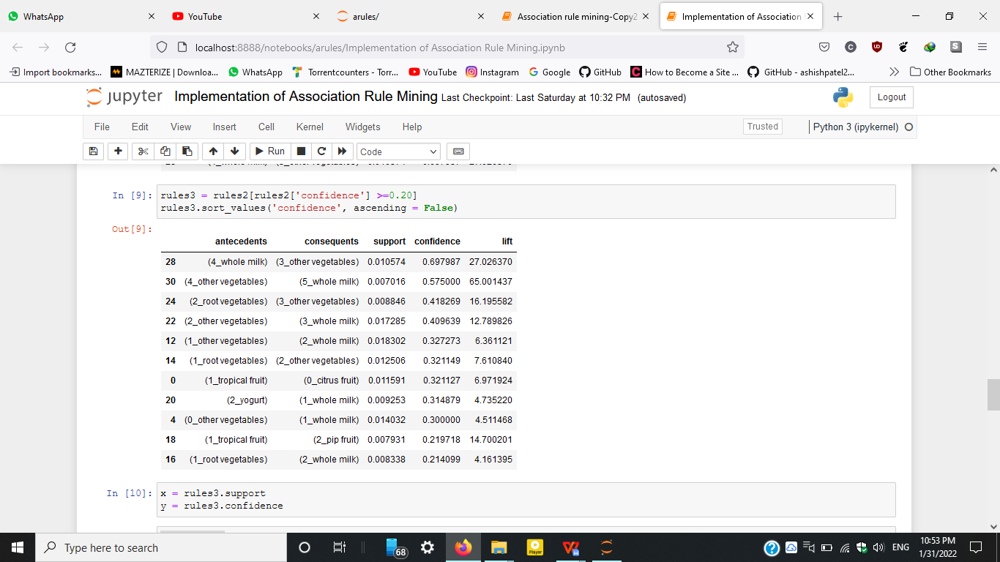 WhatsApp
YouTube
arules/
Association rule mining-Copy2
Implementation of Association
localhost:8888/notebooks/arules/Implementation of Association Rule Mining.ipynb
Import bookmarks... MAZTERIZE | Downloa... WhatsApp Torrentcounters - Torr... YouTube Instagram Google GitHub How to Become a Site ... GitHub - ashishpatel2... Other Bookmarks
jupyter Implementation of Association Rule Mining Last Checkpoint: Last Saturday at 10:32 PM (autosaved) Logout
File Edit View Insert Cell Kernel Widgets Help Trusted Python 3 (ipykernel)
Run Code
In [9]: rules3 = rules2[rules2['confidence'] >=0.20]
rules3.sort_values('confidence', ascending = False)
Out[9]:
antecedents consequents support confidence lift
28 (4_whole milk) (3_other vegetables) 0.010574 0.697987 27.026370
30 (4_other vegetables) (5_whole milk) 0.007016 0.575000 65.001437
24 (2_root vegetables) (3_other vegetables) 0.008846 0.418269 16.195582
22 (2_other vegetables) (3_whole milk) 0.017285 0.409639 12.789826
12 (1_other vegetables) (2_whole milk) 0.018302 0.327273 6.361121
14 (1_root vegetables) (2_other vegetables) 0.012506 0.321149 7.610840
0 (1_tropical fruit) (0_citrus fruit) 0.011591 0.321127 6.971924
20 (2_yogurt) (1_whole milk) 0.009253 0.314879 4.735220
4 (0_other vegetables) (1_whole milk) 0.014032 0.300000 4.511468
18 (1_tropical fruit) (2_pip fruit) 0.007931 0.219718 14.700201
16 (1_root vegetables) (2_whole milk) 0.008338 0.214099 4.161395
In [10]: x = rules3.support
y = rules3.confidence
Type here to search
68
Player
ENG
10:53 PM
1/31/2022